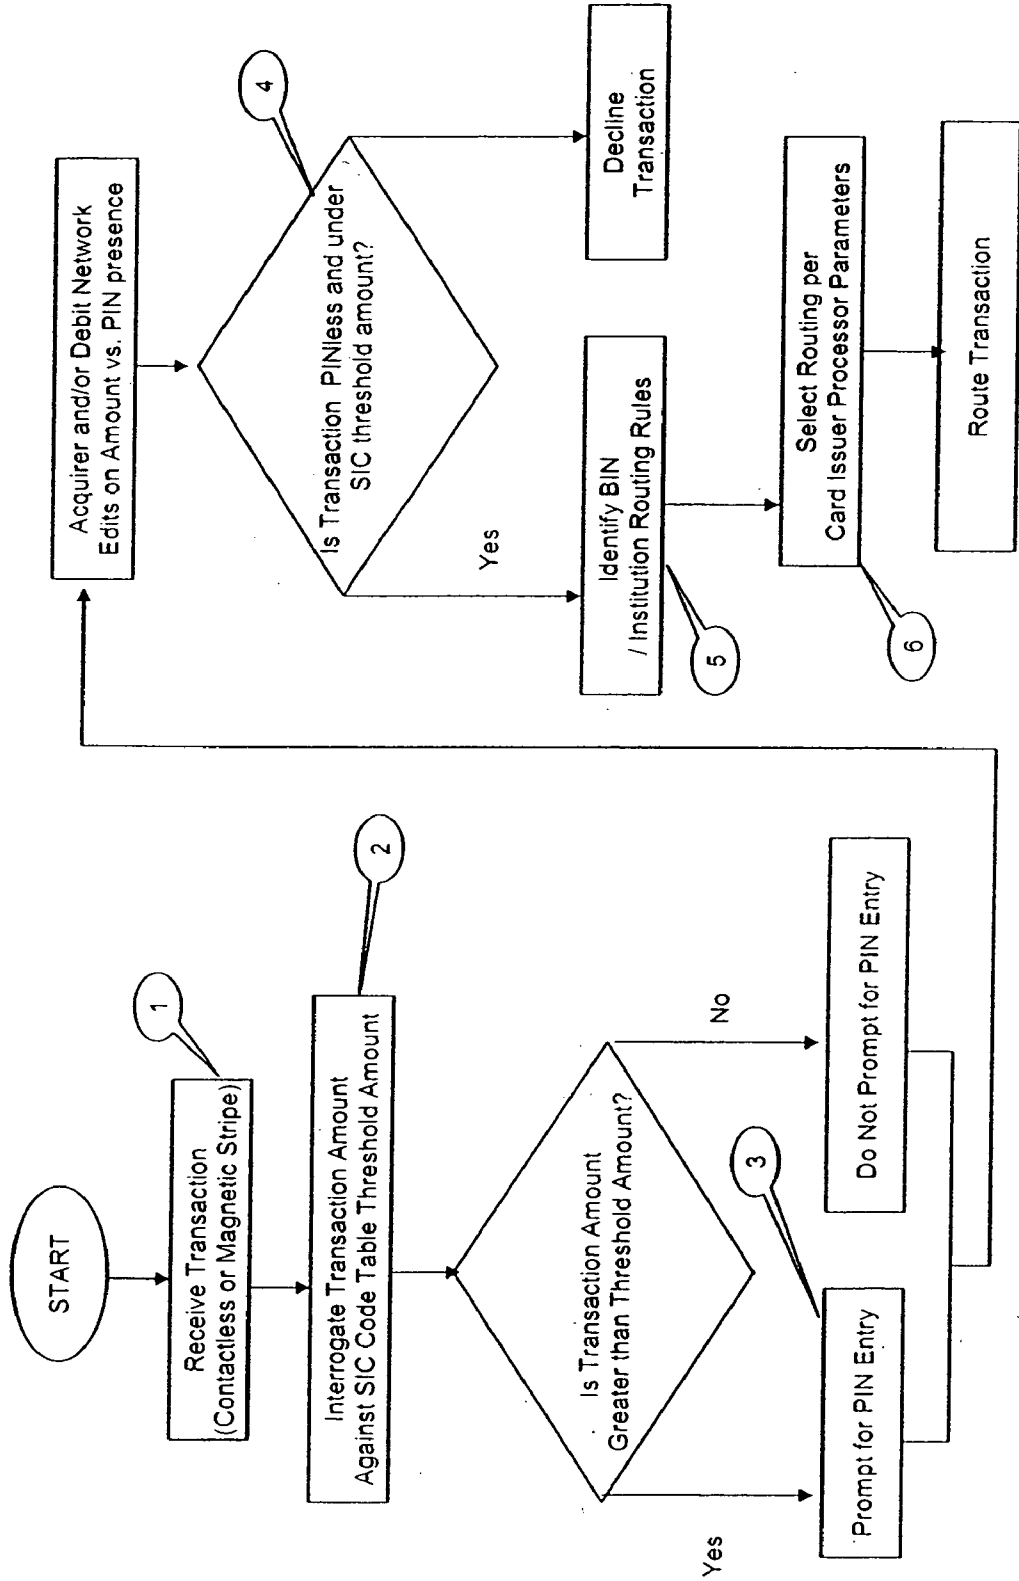 START
Receive Transaction
(Contactless or Magnetic Stripe)
1
Interrogate Transaction Amount
Against SIC Code Table Threshold Amount
2
Is Transaction Amount
Greater than Threshold Amount?
Yes
No
Prompt for PIN Entry
3
Do Not Prompt for PIN Entry
Acquirer and/or Debit Network
Edits on Amount vs. PIN presence
Is Transaction PINless and under
SIC threshold amount?
4
Yes
Identify BIN
/ Institution Routing Rules
5
Decline
Transaction
Select Routing per
Card Issuer Processor Parameters
6
Route Transaction